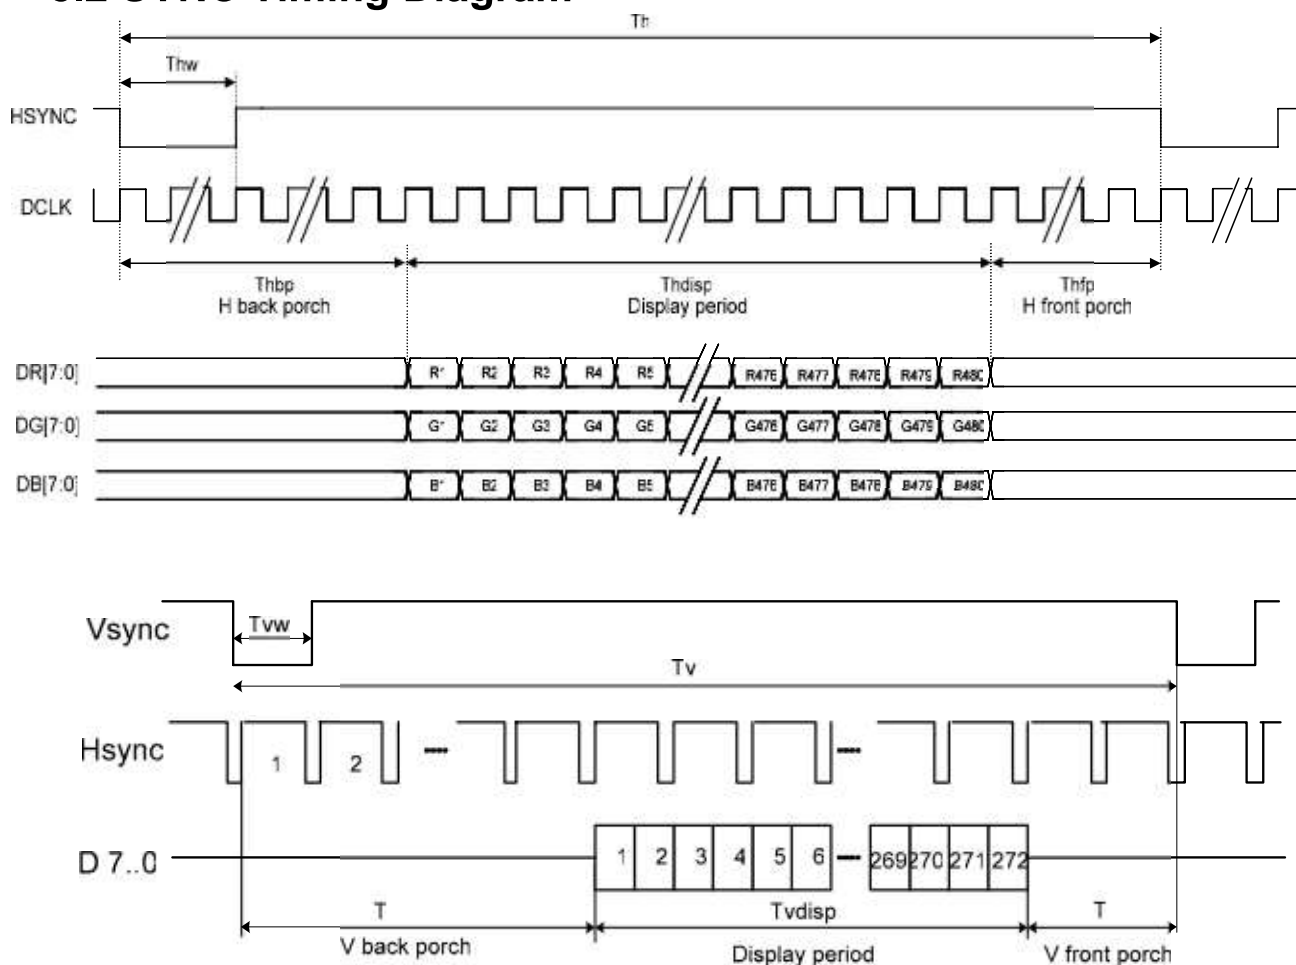 Th
Thw
HSYNC
DCLK
Thbp Thdisp Thfp
H back porch Display period H front porch
DR[7:0] R1 R2 R3 R4 R5 R476 R477 R478 R479 R480
DG[7:0] G1 G2 G3 G4 G5 G476 G477 G478 G479 G480
DB[7:0] B1 B2 B3 B4 B5 B476 B477 B478 B479 B480
Vsync Tvw
Tv
Hsync 1 2
D 7..0 1 2 3 4 5 6 269 270 271 272
T Tvdisp T
V back porch Display period V front porch